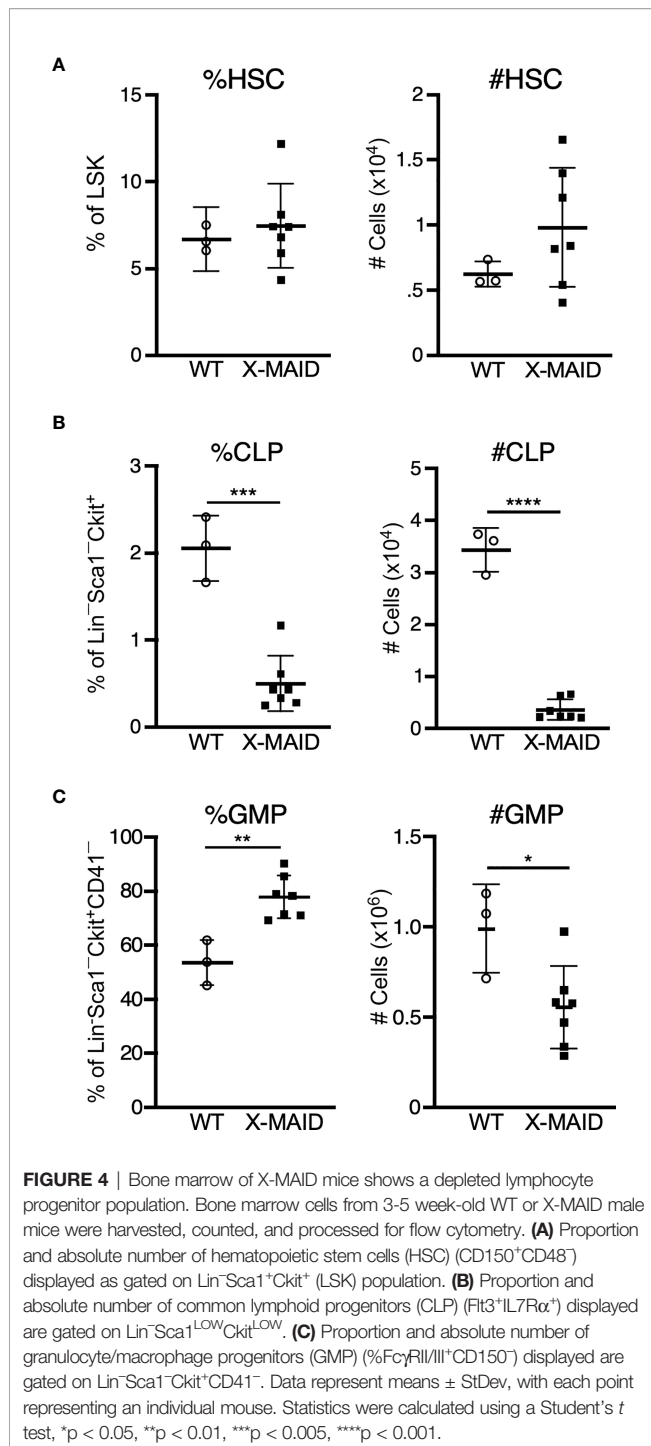 A
%HSC
% of LSK
15
10
5
0
WT X-MAID
#HSC
# Cells (x10⁴)
2
1.5
1
.5
0
WT X-MAID
B
%CLP
% of Lin⁻Sca1⁻Ckit⁺
3
2
1
0
***
WT X-MAID
#CLP
# Cells (x10⁴)
5
4
3
2
1
0
****
WT X-MAID
C
%GMP
% of Lin-Sca1⁻Ckit⁺CD41⁻
100
80
60
40
20
0
**
WT X-MAID
#GMP
# Cells (x10⁶)
1.5
1.0
0.5
0
*
WT X-MAID
FIGURE 4 | Bone marrow of X-MAID mice shows a depleted lymphocyte
progenitor population. Bone marrow cells from 3-5 week-old WT or X-MAID male
mice were harvested, counted, and processed for flow cytometry. (A) Proportion
and absolute number of hematopoietic stem cells (HSC) (CD150⁺CD48⁻)
displayed as gated on Lin⁻Sca1⁺Ckit⁺ (LSK) population. (B) Proportion and
absolute number of common lymphoid progenitors (CLP) (Flt3⁺IL7Rα⁺) displayed
are gated on Lin⁻Sca1ᴸᴼᵂCkitᴸᴼᵂ. (C) Proportion and absolute number of
granulocyte/macrophage progenitors (GMP) (%FcγRII/III⁺CD150⁻) displayed are
gated on Lin⁻Sca1⁻Ckit⁺CD41⁻. Data represent means ± StDev, with each point
representing an individual mouse. Statistics were calculated using a Student's t
test, *p < 0.05, **p < 0.01, ***p < 0.005, ****p < 0.001.